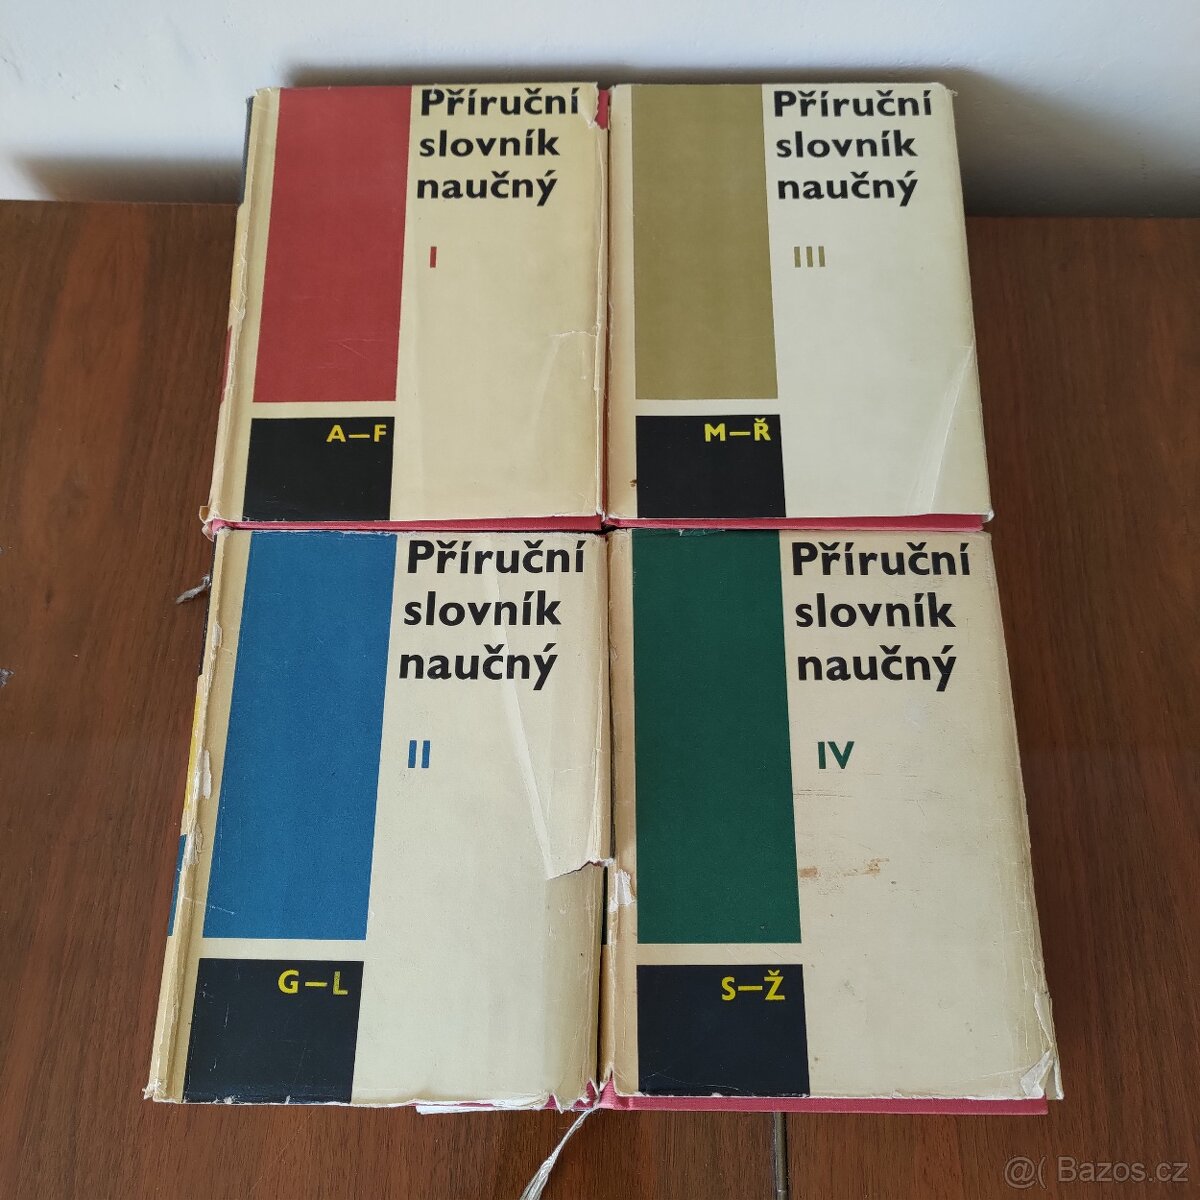 Příruční
slovník
naučný
I
A–F
Příruční
slovník
naučný
III
M–Ř
Příruční
slovník
naučný
II
G–L
Příruční
slovník
naučný
IV
S–Ž
@( Bazos.cz